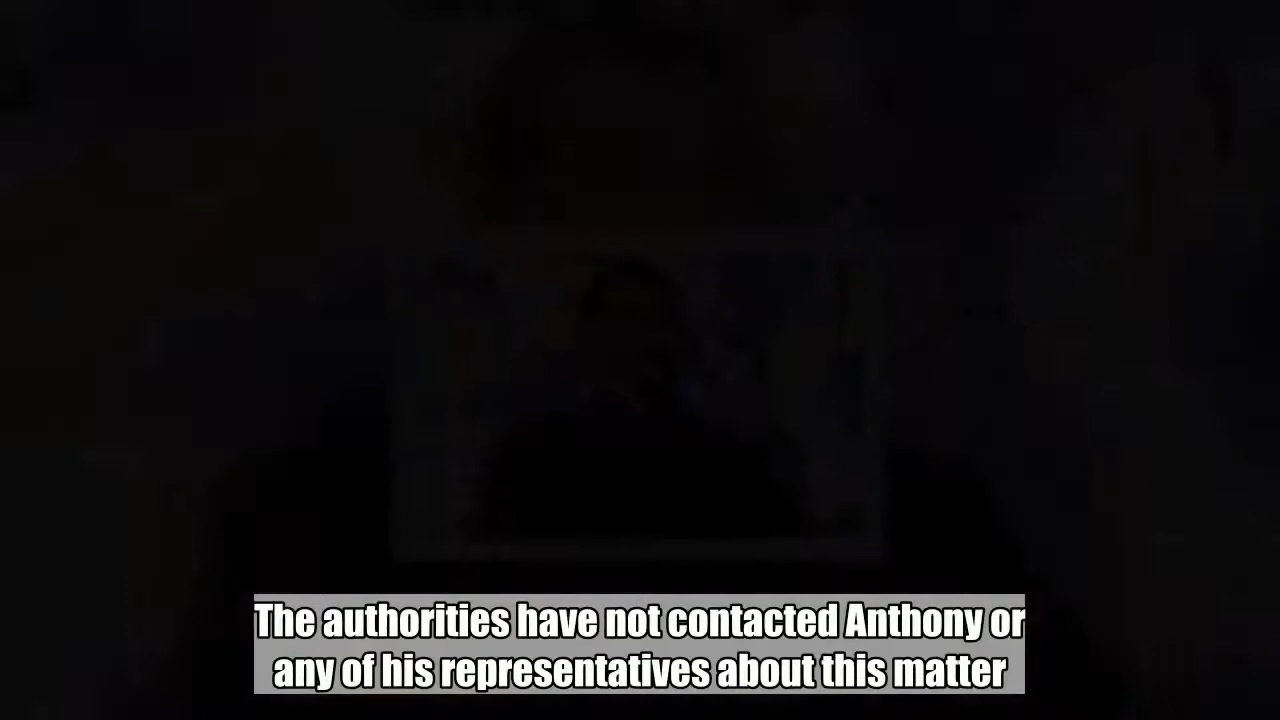 The authorities have not contacted Anthony or
any of his representatives about this matter